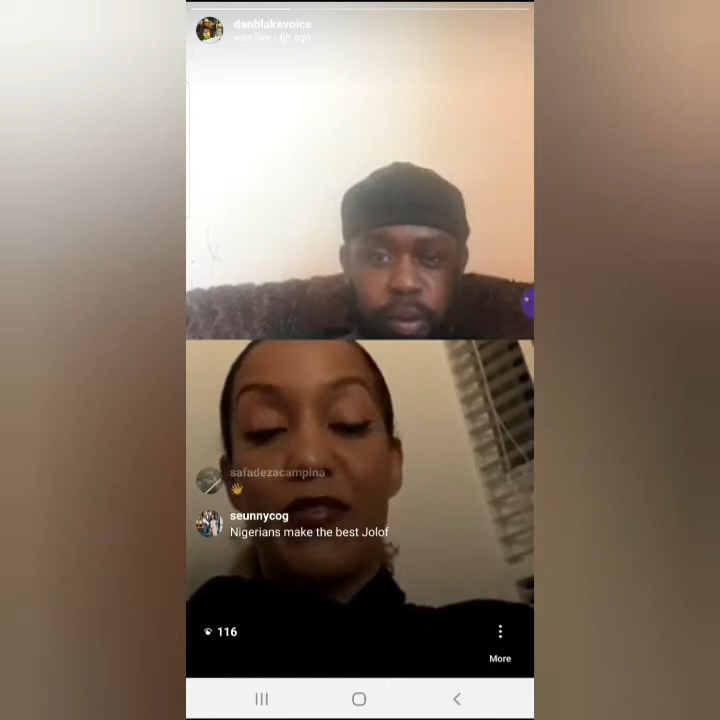 danblakevoice
was live • 6h ago
safadezacampina
👋
seunnycog
Nigerians make the best Jolof
116
More